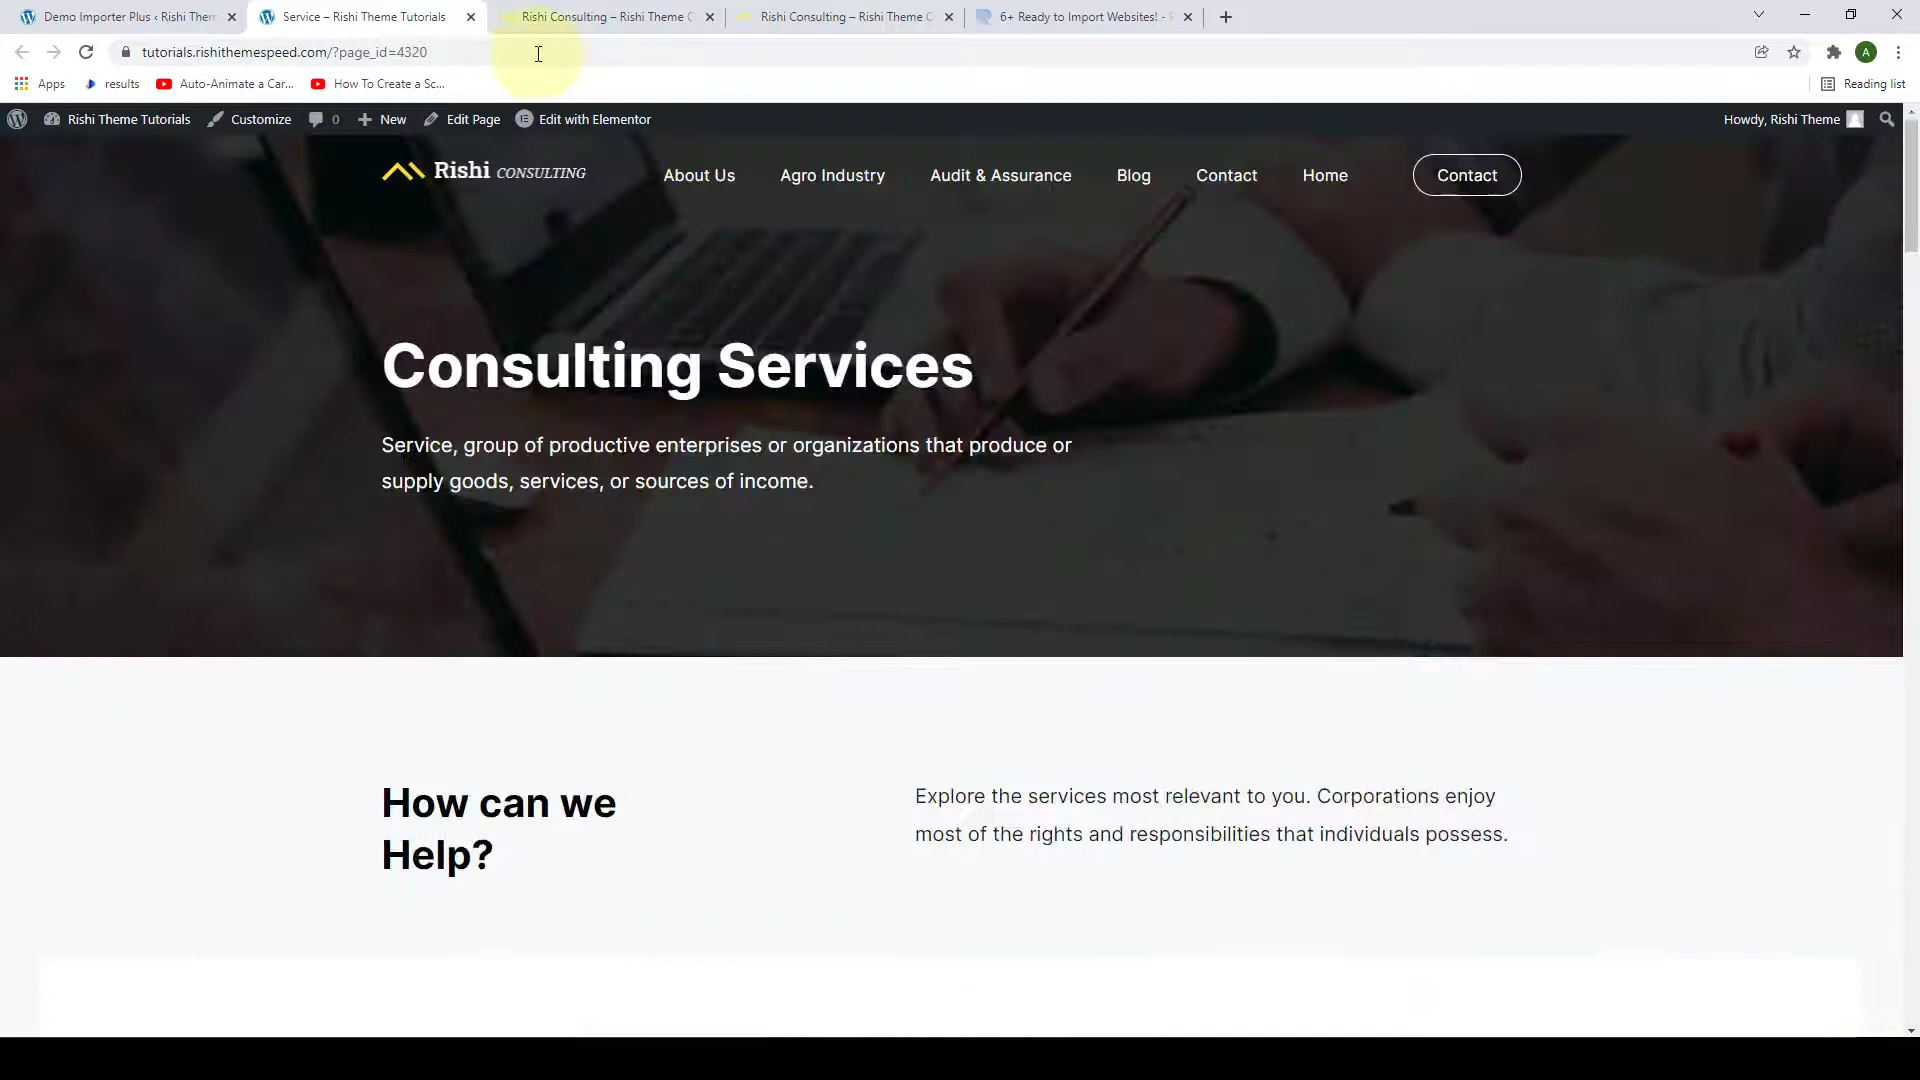 Demo Importer Plus ‹ Rishi Them
Service – Rishi Theme Tutorials
Rishi Consulting – Rishi Theme C
Rishi Consulting – Rishi Theme C
6+ Ready to Import Websites! -
tutorials.rishithemespeed.com/?page_id=4320
A
Apps
results
Auto-Animate a Car...
How To Create a Sc...
Reading list
Rishi Theme Tutorials
Customize
0
New
Edit Page
Edit with Elementor
Howdy, Rishi Theme
Rishi CONSULTING
About Us
Agro Industry
Audit & Assurance
Blog
Contact
Home
Contact
Consulting Services
Service, group of productive enterprises or organizations that produce or
supply goods, services, or sources of income.
How can we
Help?
Explore the services most relevant to you. Corporations enjoy
most of the rights and responsibilities that individuals possess.